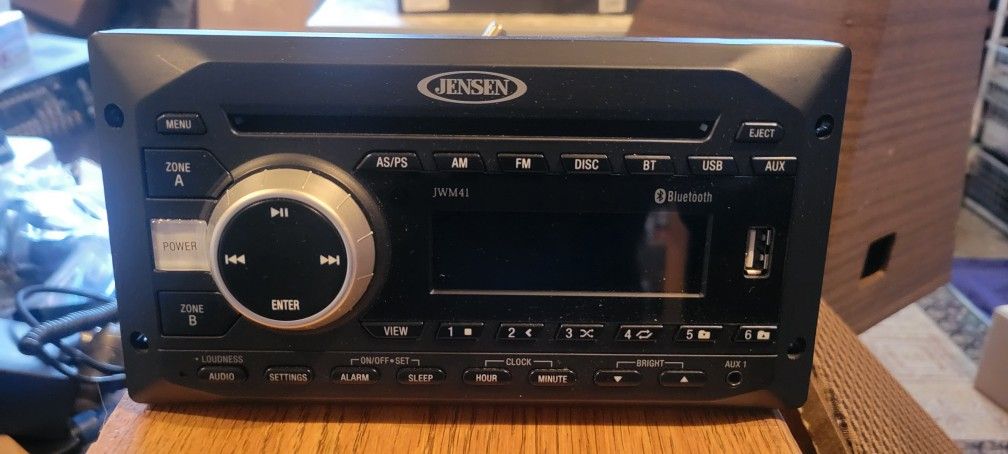 JENSEN
MENU
EJECT
AS/PS AM FM DISC BT USB AUX
ZONE
A
JWM41
Bluetooth
POWER
ENTER
ZONE
B
VIEW 1 2 3 4 5 6
• LOUDNESS ON/OFF•SET CLOCK BRIGHT AUX 1
AUDIO SETTINGS ALARM SLEEP HOUR MINUTE